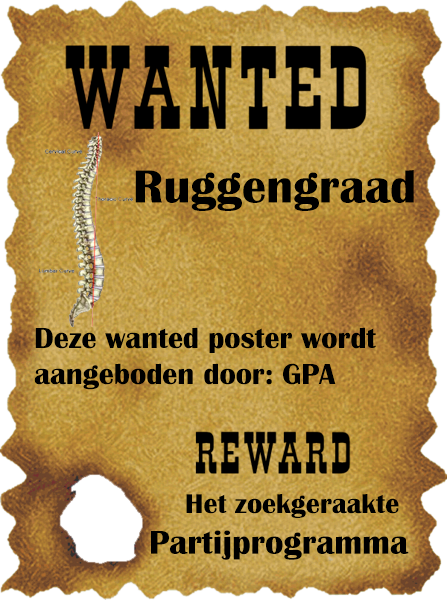 WANTED
Ruggengraad
Deze wanted poster wordt
aangeboden door: GPA
REWARD
Het zoekgeraakte
Partijprogramma